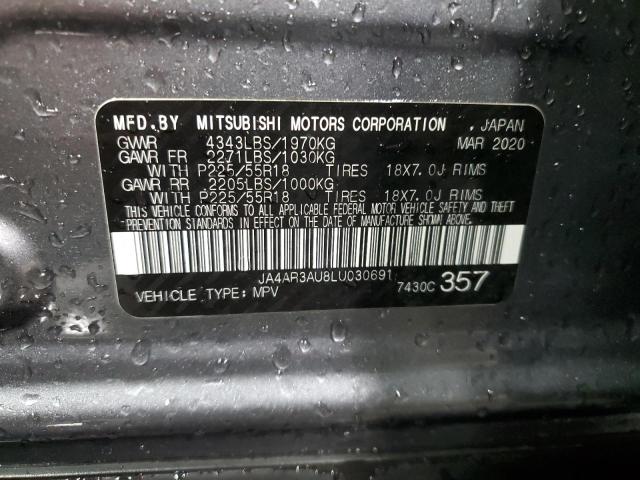 MFD.BY MITSUBISHI MOTORS CORPORATION , JAPAN
GVWR 4343LBS/1970KG MAR 2020
GAWR FR 2271LBS/1030KG
WITH P225/55R18 TIRES 18X7.0J RIMS
GAWR RR 2205LBS/1000KG
WITH P225/55R18 TIRES 18X7.0J RIMS
THIS VEHICLE CONFORMS TO ALL APPLICABLE FEDERAL MOTOR VEHICLE SAFETY AND THEFT
PREVENTION STANDARDS IN EFFECT ON THE DATE OF MANUFACTURE SHOWN ABOVE.
JA4AR3AU8LU030691
VEHICLE TYPE: MPV 7430C 357